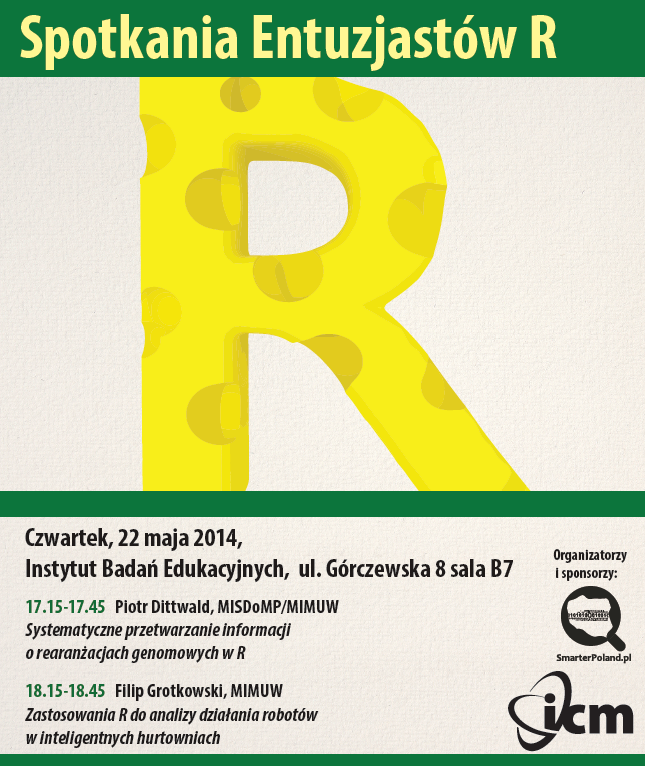 Spotkania Entuzjastów R
R
Czwartek, 22 maja 2014,
Instytut Badań Edukacyjnych, ul. Górczewska 8 sala B7
17.15-17.45 Piotr Dittwald, MISDoMP/MIMUW
Systematyczne przetwarzanie informacji
o rearanżacjach genomowych w R
18.15-18.45 Filip Grotkowski, MIMUW
Zastosowania R do analizy działania robotów
w inteligentnych hurtowniach
Organizatorzy
i sponsorzy:
SmarterPoland.pl
icm